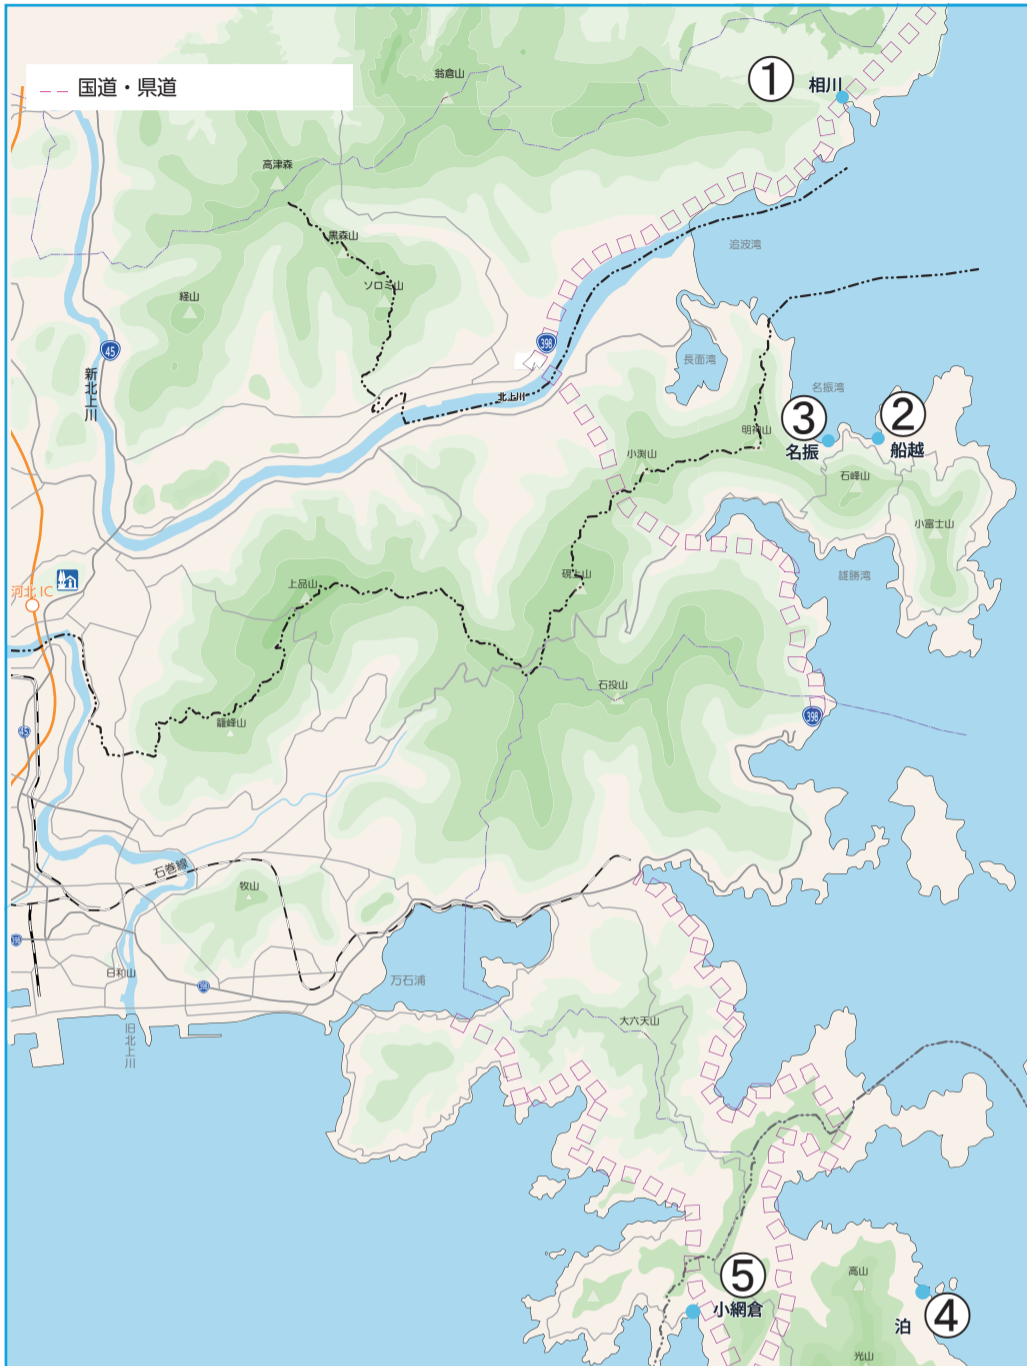 国道・県道
翁倉山
①
相川
高津森
黒森山
追波湾
ソロミ山
経山
398
45
新北上川
長面湾
名振湾
北上川
③
②
明神山
名振
船越
小渕山
石峰山
小富士山
硯上山
雄勝湾
上品山
河北 IC
石投山
398
籠峰山
45
石巻線
牧山
日和山
万石浦
大六天山
旧北上川
⑤
高山
小網倉
④
泊
光山